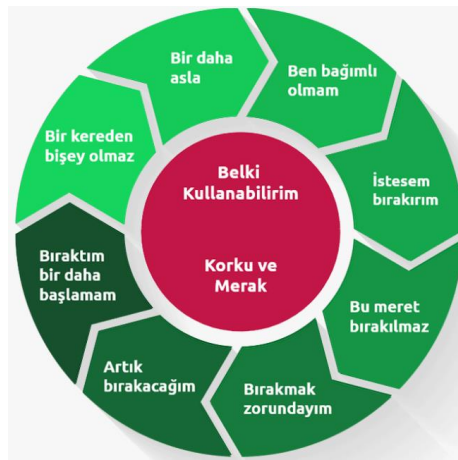 Bir daha
asla
Ben bağımlı
olmam
İstesem
bırakırım
Bu meret
bırakılmaz
Bırakmak
zorundayım
Artık
bırakacağım
Bıraktım
bir daha
başlamam
Bir kereden
bişey olmaz
Belki
Kullanabilirim
Korku ve
Merak